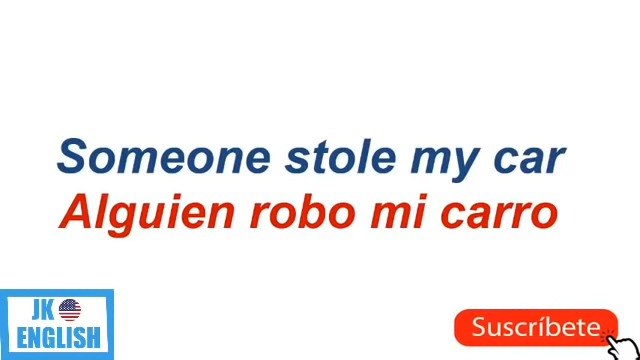 Someone stole my car
Alguien robo mi carro
JK
ENGLISH
Suscríbete